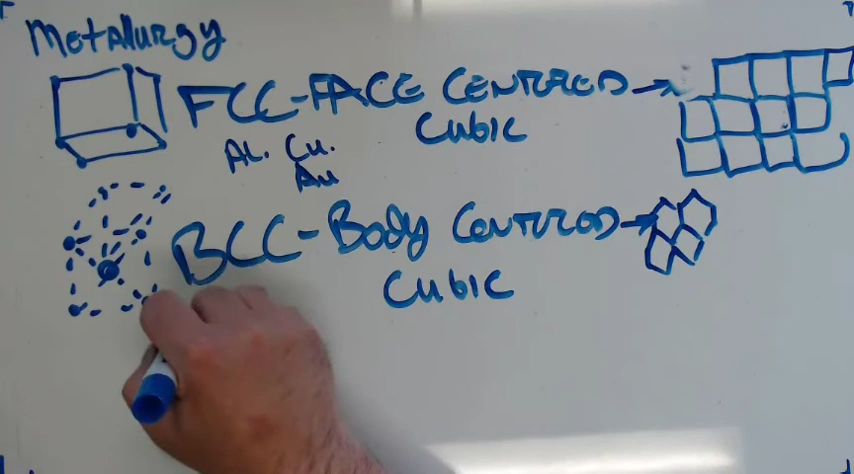 Metallurgy
FCC-FACE CENTERED
CUBIC
AL. Cu.
Au
BCC-Body CENTERED
CUBIC